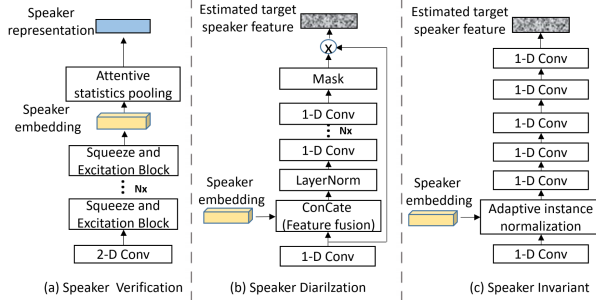 Speaker
representation
Attentive
statistics pooling
Speaker
embedding
Squeeze and
Excitation Block
Nx
Squeeze and
Excitation Block
2-D Conv
(a) Speaker Verification
Estimated target
speaker feature
X
Mask
1-D Conv
Nx
1-D Conv
LayerNorm
Speaker
embedding
ConCate
(Feature fusion)
1-D Conv
(b) Speaker Diarilzation
Estimated target
speaker feature
1-D Conv
1-D Conv
1-D Conv
1-D Conv
1-D Conv
Speaker
embedding
Adaptive instance
normalization
1-D Conv
(c) Speaker Invariant